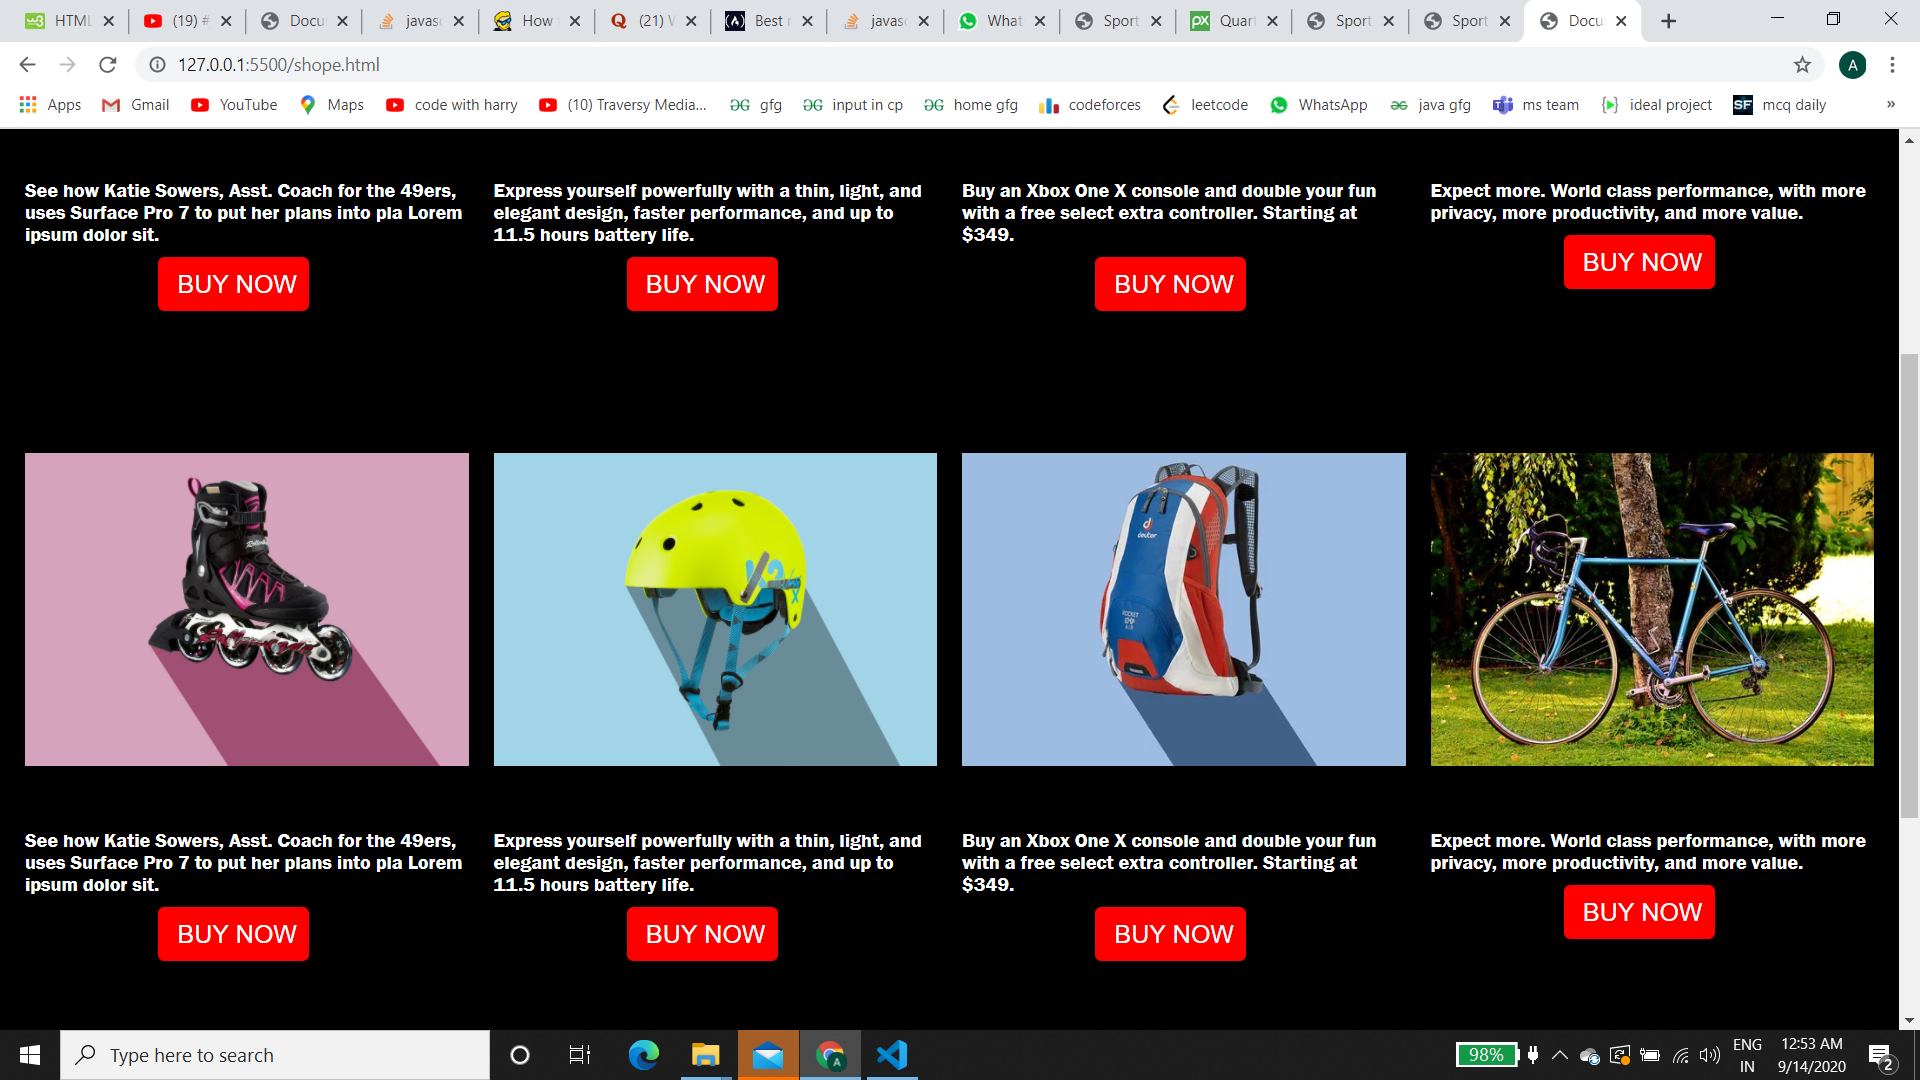 HTML
(19) #
Docu
javasc
How
(21) V
Best r
javasc
What
Sport
Quar
Sport
Sport
Docu
127.0.0.1:5500/shope.html
A
Apps
Gmail
YouTube
Maps
code with harry
(10) Traversy Media...
gfg
input in cp
home gfg
codeforces
leetcode
WhatsApp
java gfg
ms team
ideal project
mcq daily
»
See how Katie Sowers, Asst. Coach for the 49ers,
uses Surface Pro 7 to put her plans into pla Lorem
ipsum dolor sit.
BUY NOW
Express yourself powerfully with a thin, light, and
elegant design, faster performance, and up to
11.5 hours battery life.
BUY NOW
Buy an Xbox One X console and double your fun
with a free select extra controller. Starting at
$349.
BUY NOW
Expect more. World class performance, with more
privacy, more productivity, and more value.
BUY NOW
K2
deuter
See how Katie Sowers, Asst. Coach for the 49ers,
uses Surface Pro 7 to put her plans into pla Lorem
ipsum dolor sit.
BUY NOW
Express yourself powerfully with a thin, light, and
elegant design, faster performance, and up to
11.5 hours battery life.
BUY NOW
Buy an Xbox One X console and double your fun
with a free select extra controller. Starting at
$349.
BUY NOW
Expect more. World class performance, with more
privacy, more productivity, and more value.
BUY NOW
Type here to search
98%
ENG
IN
12:53 AM
9/14/2020
2